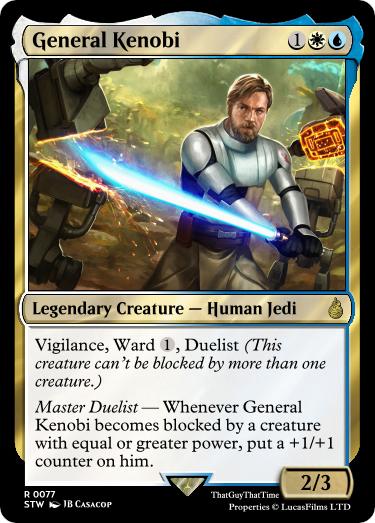 General Kenobi 1
Legendary Creature — Human Jedi
Vigilance, Ward 1, Duelist (This
creature can't be blocked by more than one
creature.)
Master Duelist — Whenever General
Kenobi becomes blocked by a creature
with equal or greater power, put a +1/+1
counter on him.
2/3
R 0077
STW JB Casacop
ThatGuyThatTime
Properties © LucasFilms LTD